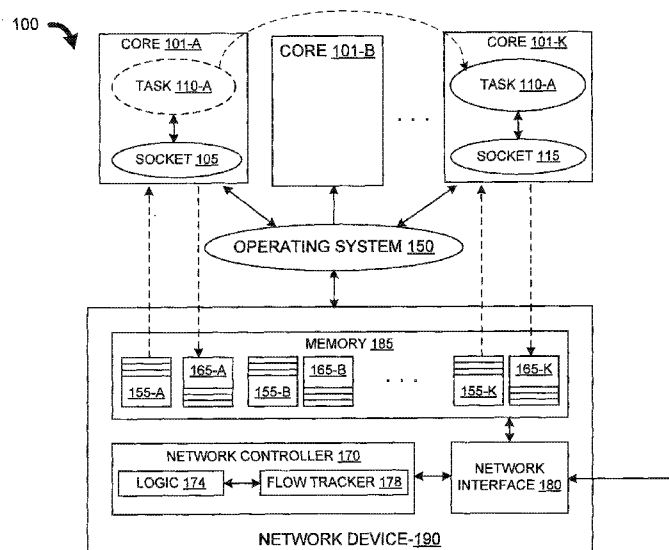 100
CORE 101-A
TASK 110-A
SOCKET 105
CORE 101-B
. . .
CORE 101-K
TASK 110-A
SOCKET 115
OPERATING SYSTEM 150
MEMORY 185
155-A
165-A
155-B
165-B
. . .
155-K
165-K
NETWORK CONTROLLER 170
LOGIC 174
FLOW TRACKER 178
NETWORK
INTERFACE 180
NETWORK DEVICE-190